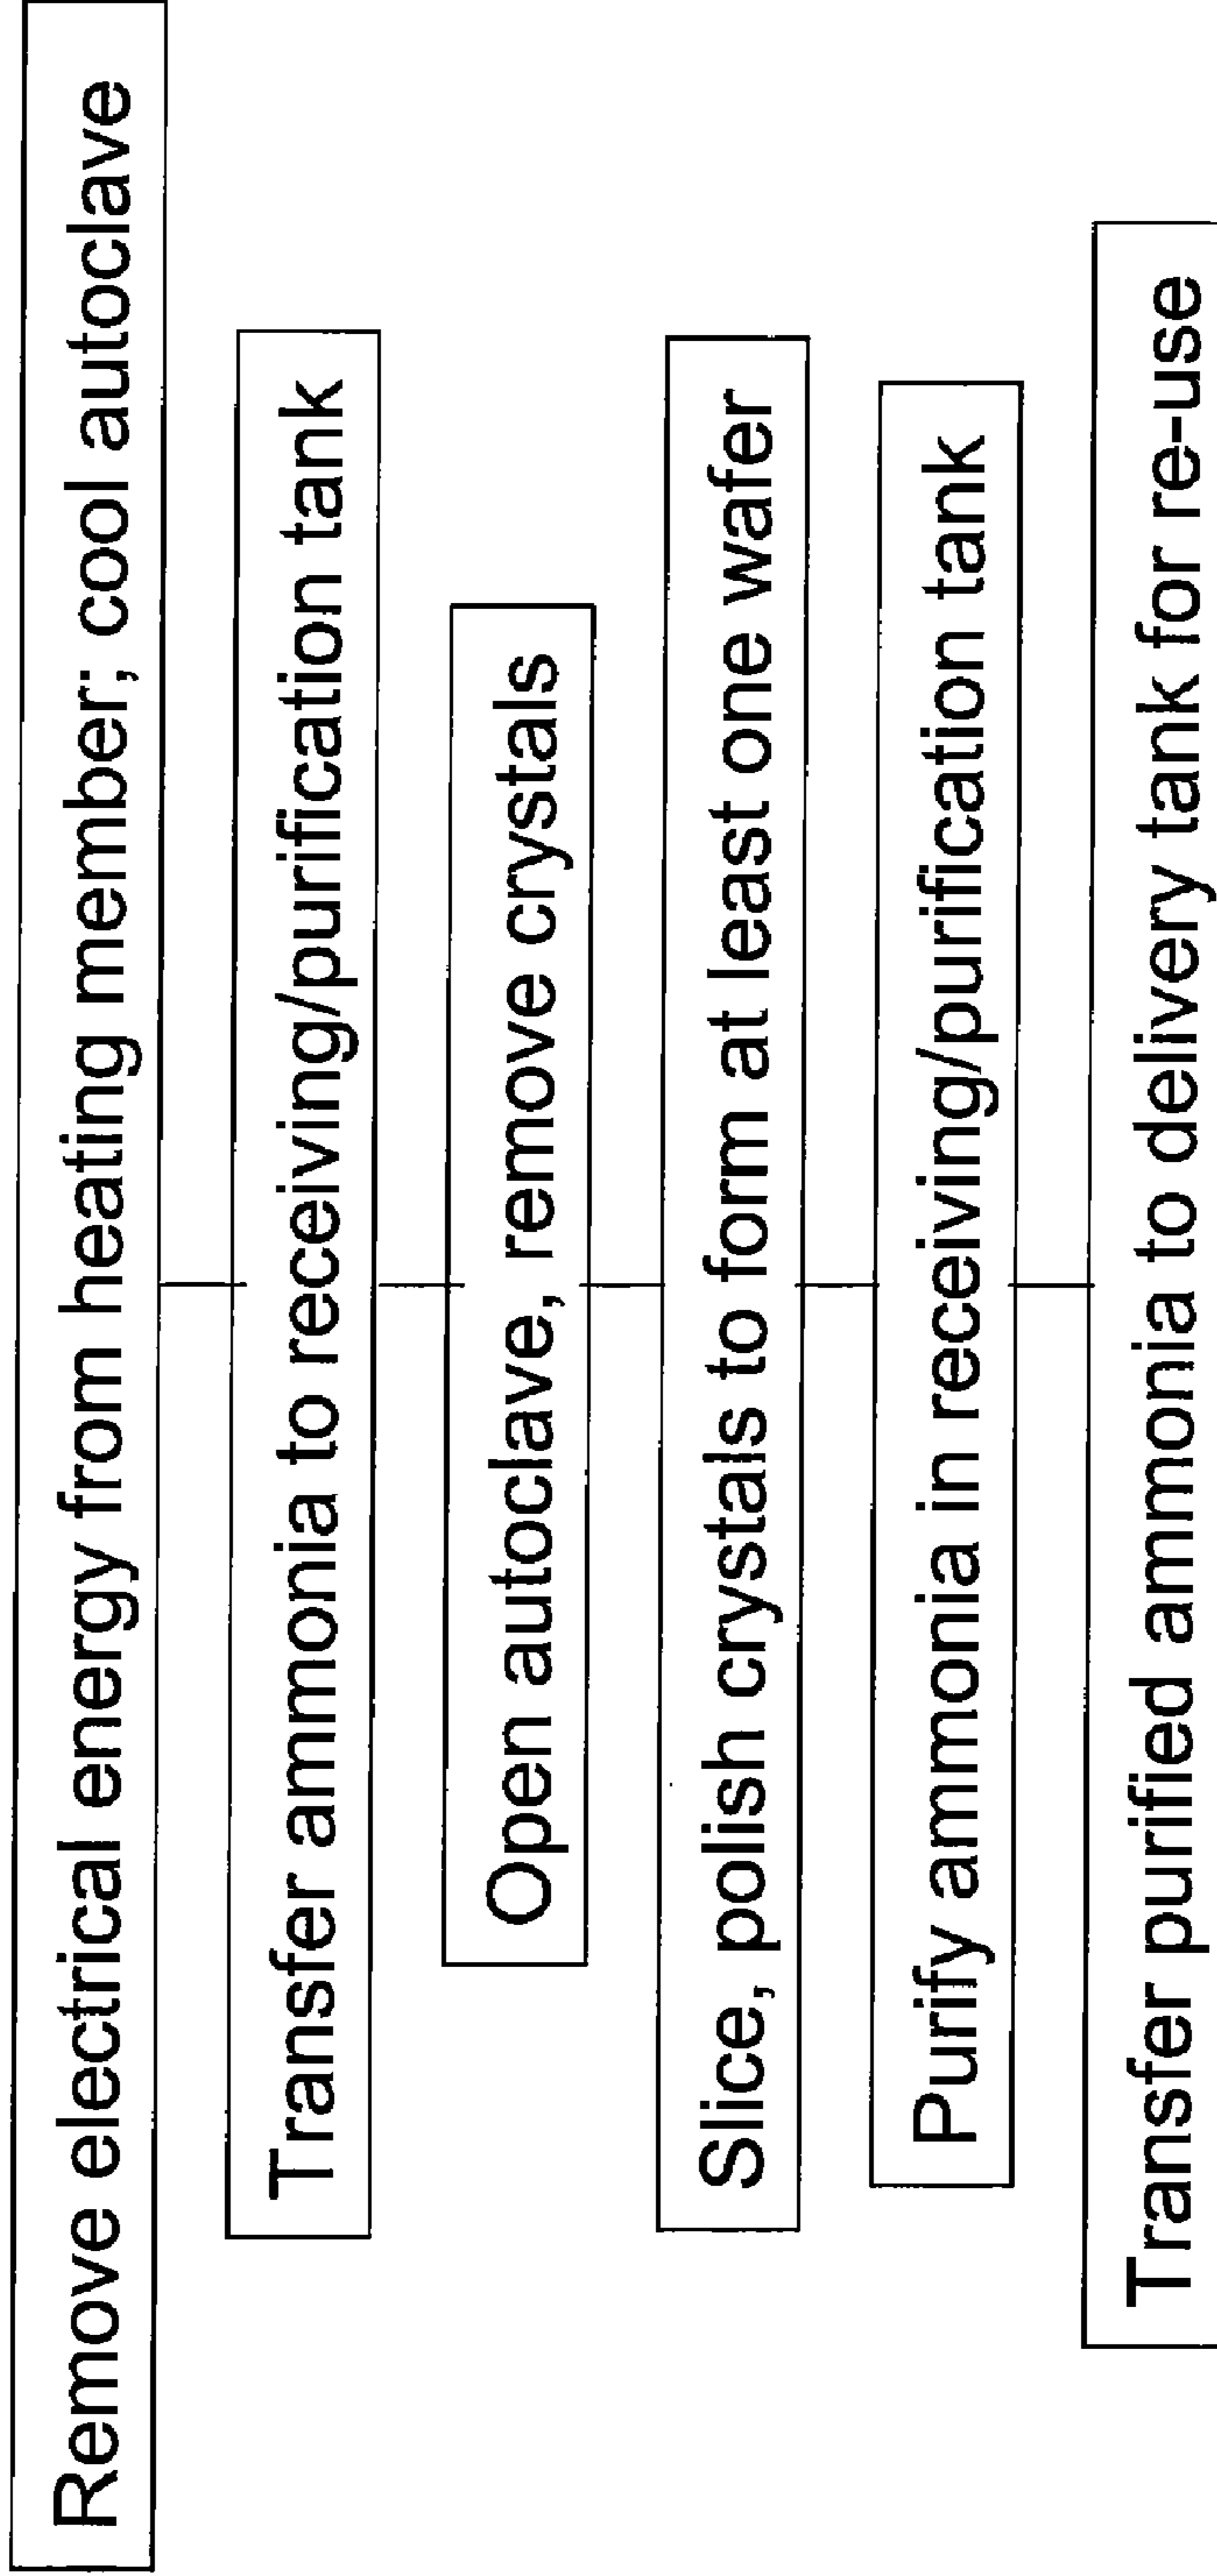 Remove electrical energy from heating member; cool autoclave
Transfer ammonia to receiving/purification tank
Open autoclave, remove crystals
Slice, polish crystals to form at least one wafer
Purify ammonia in receiving/purification tank
Transfer purified ammonia to delivery tank for re-use